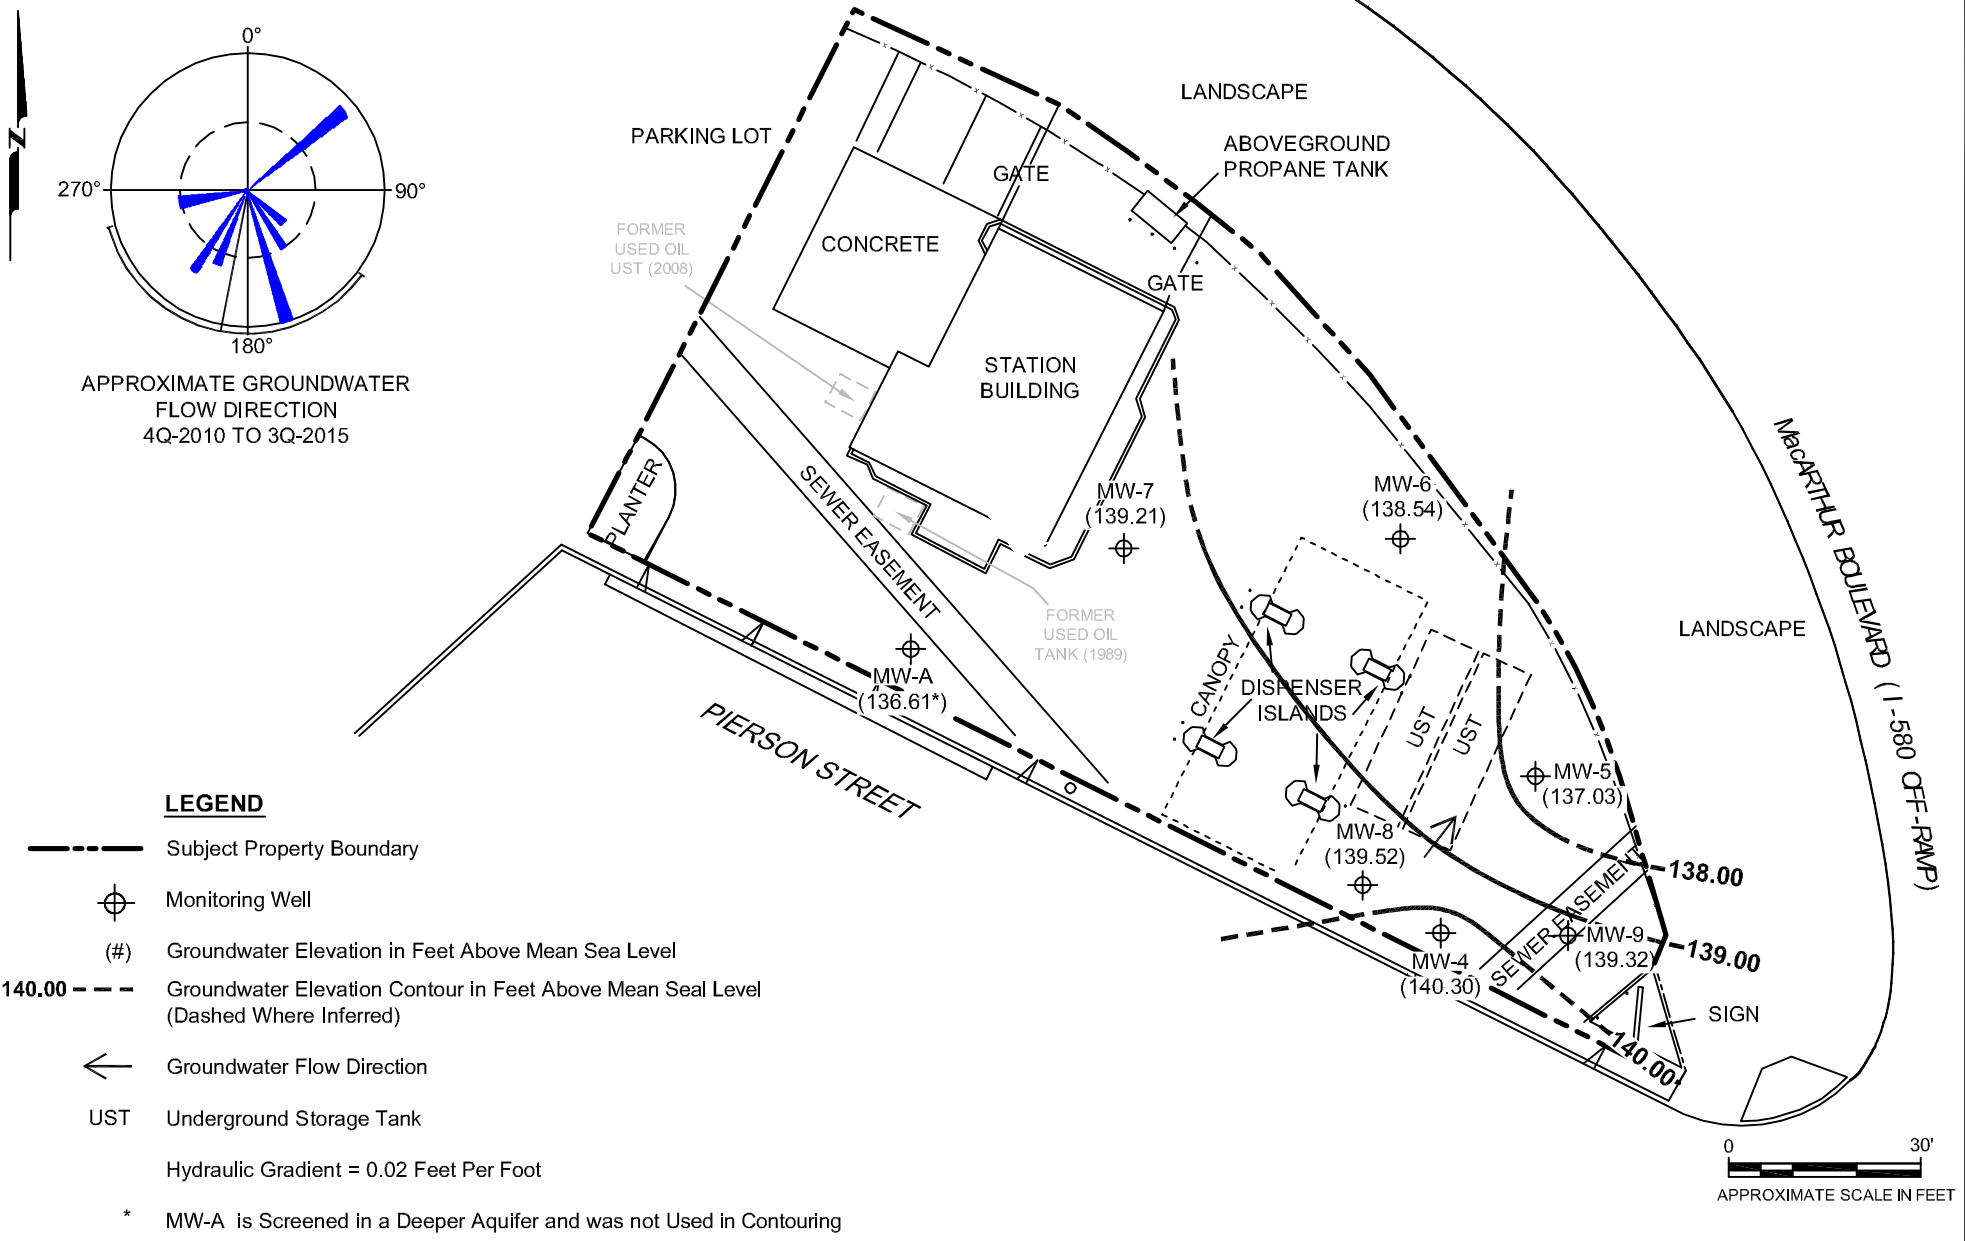 N
0°
270°
90°
180°
APPROXIMATE GROUNDWATER
FLOW DIRECTION
4Q-2010 TO 3Q-2015
PARKING LOT
LANDSCAPE
ABOVEGROUND
PROPANE TANK
GATE
FORMER
USED OIL
UST (2008)
CONCRETE
GATE
STATION
BUILDING
PLANTER
SEWER EASEMENT
MW-7
(139.21)
MW-6
(138.54)
MacARTHUR BOULEVARD (I-580 OFF-RAMP)
FORMER
USED OIL
TANK (1989)
LANDSCAPE
MW-A
(136.61*)
CANOPY
DISPENSER
ISLANDS
UST
UST
PIERSON STREET
MW-5
(137.03)
MW-8
(139.52)
138.00
SEWER EASEMENT
MW-9
(139.32)
139.00
MW-4
(140.30)
SIGN
140.00
LEGEND
Subject Property Boundary
Monitoring Well
(#) Groundwater Elevation in Feet Above Mean Sea Level
140.00 Groundwater Elevation Contour in Feet Above Mean Seal Level
(Dashed Where Inferred)
Groundwater Flow Direction
UST Underground Storage Tank
Hydraulic Gradient = 0.02 Feet Per Foot
* MW-A is Screened in a Deeper Aquifer and was not Used in Contouring
0 30'
APPROXIMATE SCALE IN FEET